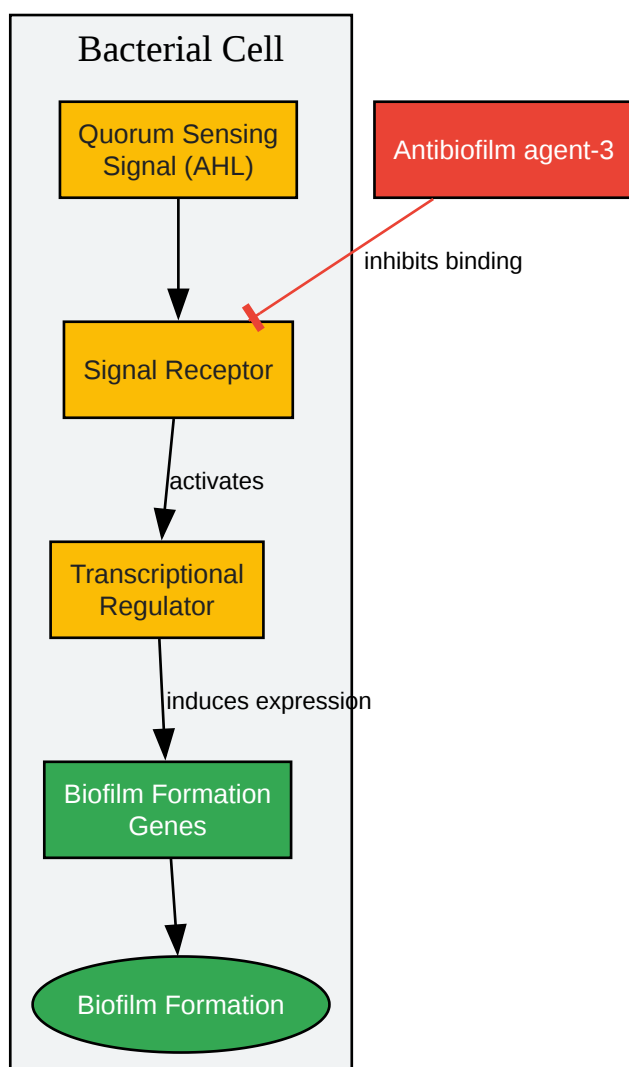 Bacterial Cell
Quorum Sensing
Signal (AHL)
Antibiofilm agent-3
inhibits binding
Signal Receptor
activates
Transcriptional
Regulator
induces expression
Biofilm Formation
Genes
Biofilm Formation